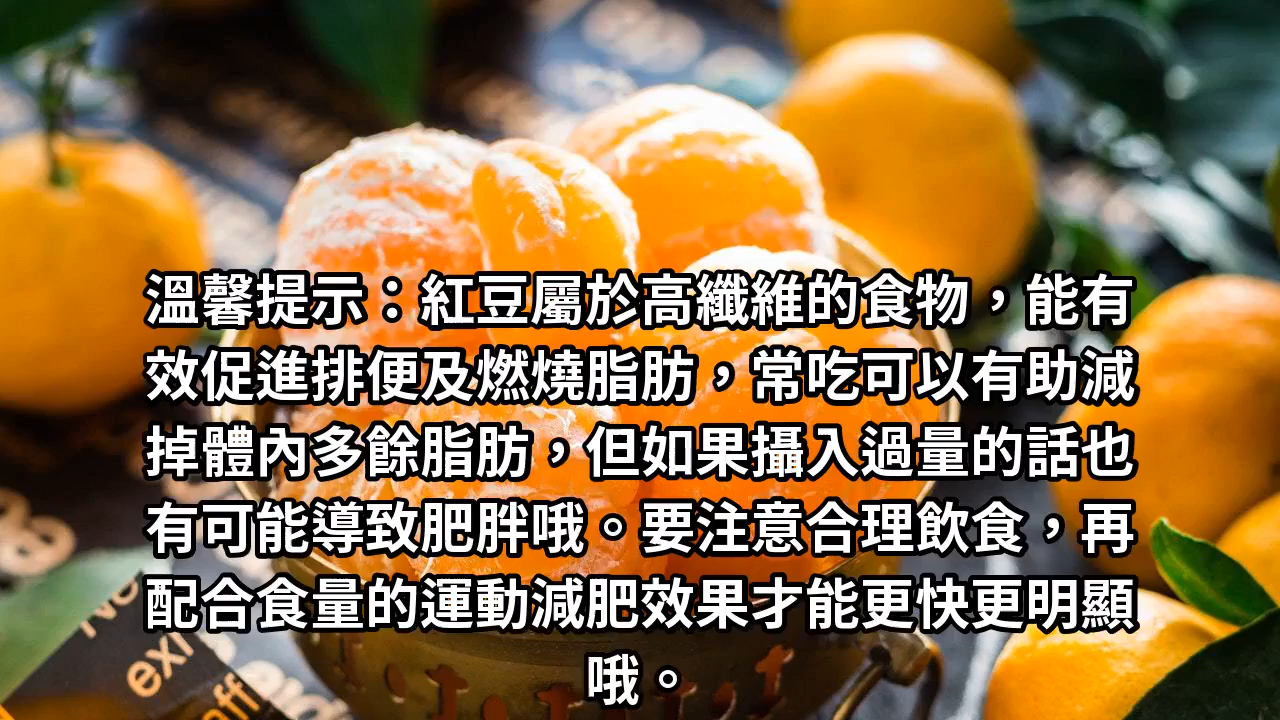 溫馨提示：紅豆屬於高纖維的食物，能有
效促進排便及燃燒脂肪，常吃可以有助減
掉體內多餘脂肪，但如果攝入過量的話也
有可能導致肥胖哦。要注意合理飲食，再
配合食量的運動減肥效果才能更快更明顯
哦。